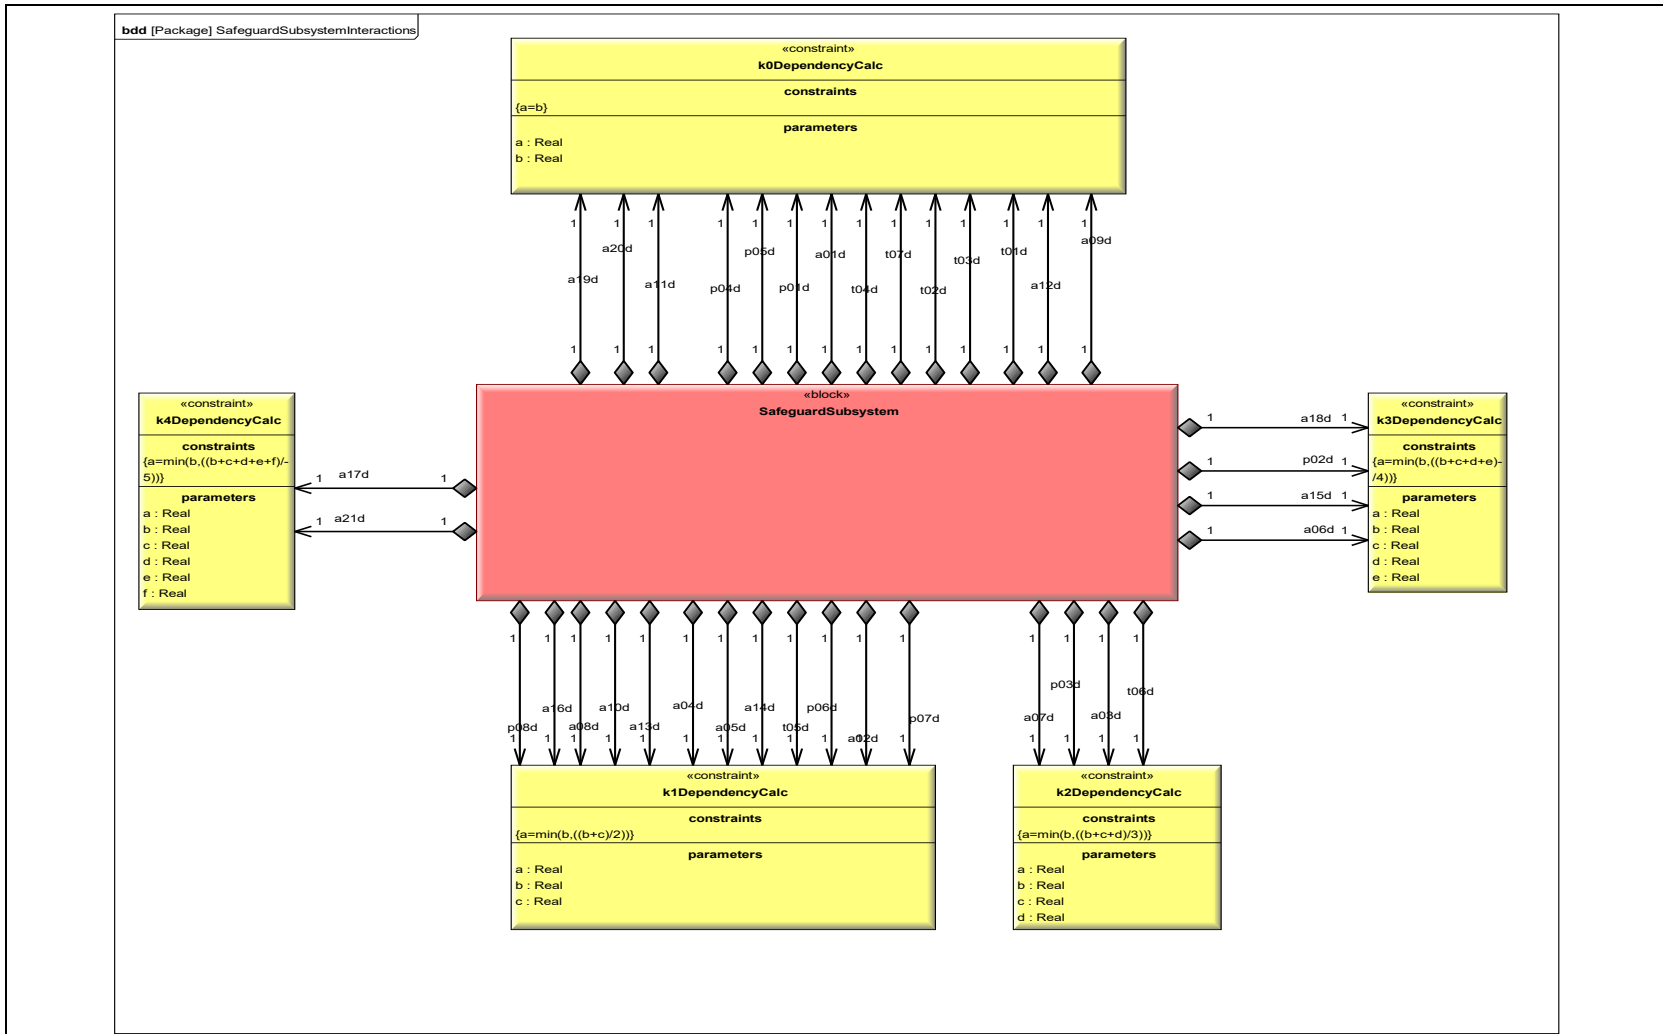 bdd [Package] SafeguardSubsystemInteractions
«constraint»
k0DependencyCalc
constraints
{a=b}
parameters
a : Real
b : Real
1 1 1 1 1 1 1 1 1 1 1 1 1 1
a19d
a20d
a11d
p04d
p05d
p01d
a01d
t04d
t07d
t02d
t03d
t01d
a12d
a09d
1 1 1 1 1 1 1 1 1 1 1 1 1 1
«block»
SafeguardSubsystem
«constraint»
k4DependencyCalc
constraints
{a=min(b,((b+c+d+e+f)/-
5))}
parameters
a : Real
b : Real
c : Real
d : Real
e : Real
f : Real
1 a17d 1
1 a21d 1
1 a18d 1
1 p02d 1
1 a15d 1
1 a06d 1
«constraint»
k3DependencyCalc
constraints
{a=min(b,((b+c+d+e)-
/4))}
parameters
a : Real
b : Real
c : Real
d : Real
e : Real
1 1 1 1 1 1 1 1 1 1 1 1
p08d
a16d
a08d
a10d
a13d
a04d
a05d
a14d
t05d
p06d
a02d
p07d
1 1 1 1 1 1 1 1 1 1 1 1
1 1 1 1
a07d
p03d
a03d
t06d
1 1 1 1
«constraint»
k1DependencyCalc
constraints
{a=min(b,((b+c)/2))}
parameters
a : Real
b : Real
c : Real
«constraint»
k2DependencyCalc
constraints
{a=min(b,((b+c+d)/3))}
parameters
a : Real
b : Real
c : Real
d : Real